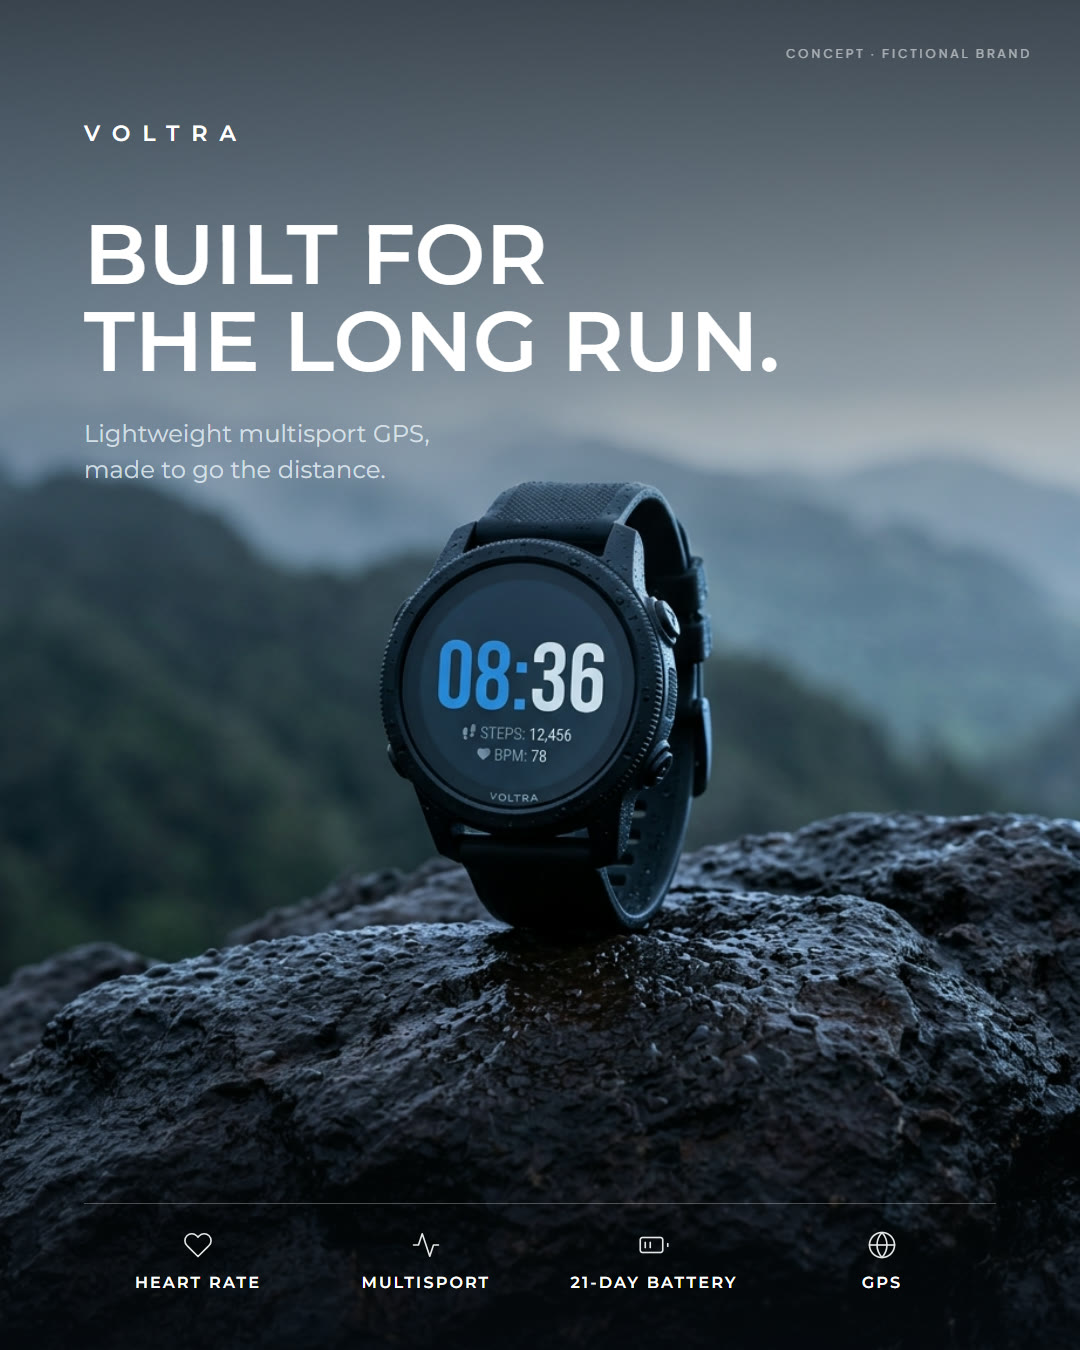 CONCEPT · FICTIONAL BRAND
VOLTRA
BUILT FOR
THE LONG RUN.
Lightweight multisport GPS,
made to go the distance.
08:36
STEPS: 12,456
BPM: 78
VOLTRA
HEART RATE
MULTISPORT
21-DAY BATTERY
GPS